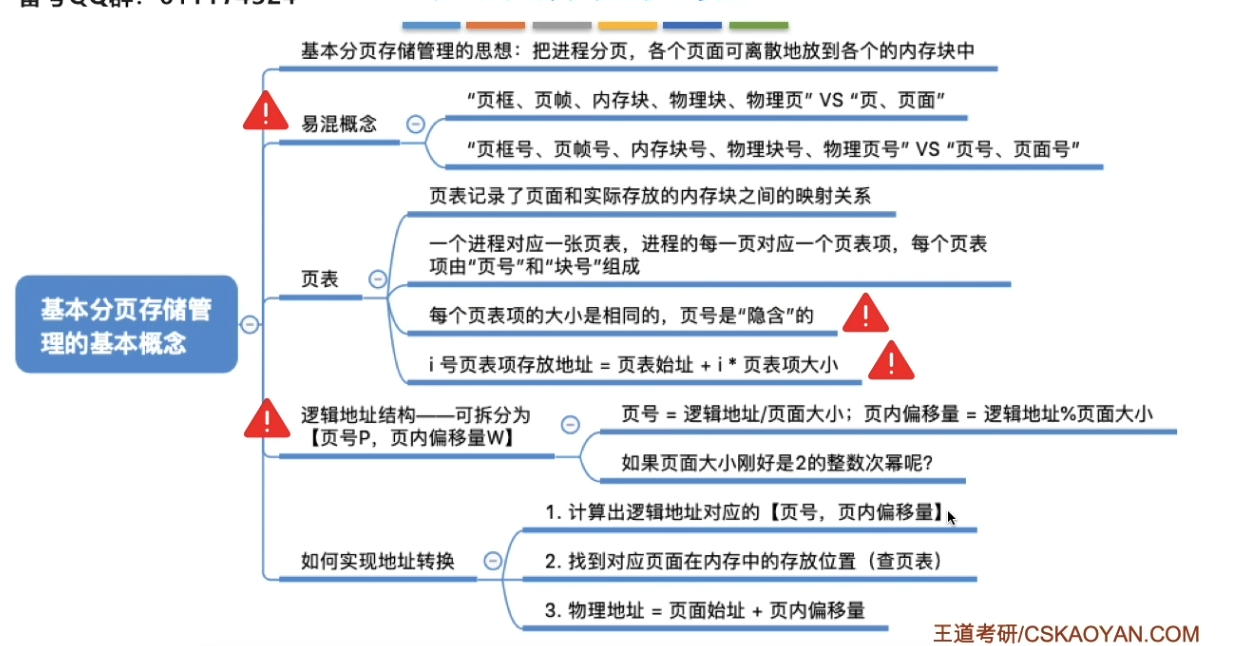 基本分页存储管理的思想：把进程分页，各个页面可离散地放到各个的内存块中
易混概念
“页框、页帧、内存块、物理块、物理页” VS “页、页面”
“页框号、页帧号、内存块号、物理块号、物理页号” VS “页号、页面号”
页表
页表记录了页面和实际存放的内存块之间的映射关系
一个进程对应一张页表，进程的每一页对应一个页表项，每个页表
项由“页号”和“块号”组成
每个页表项的大小是相同的，页号是“隐含”的
i 号页表项存放地址 = 页表始址 + i * 页表项大小
基本分页存储管
理的基本概念
逻辑地址结构——可拆分为
【页号P，页内偏移量W】
页号 = 逻辑地址/页面大小；页内偏移量 = 逻辑地址%页面大小
如果页面大小刚好是2的整数次幂呢?
如何实现地址转换
1. 计算出逻辑地址对应的【页号，页内偏移量】
2. 找到对应页面在内存中的存放位置（查页表）
3. 物理地址 = 页面始址 + 页内偏移量
王道考研/CSKAOYAN.COM